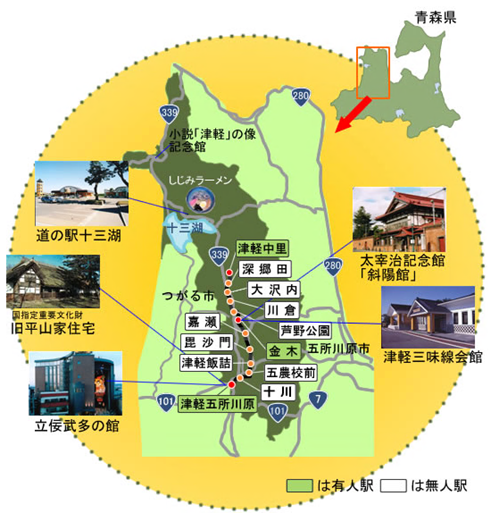 青森県
280
339
小説「津軽」の像
記念館
しじみラーメン
道の駅十三湖
十三湖
339
津軽中里
280
太宰治記念館
「斜陽館」
深郷田
大沢内
つがる市
川倉
国指定重要文化財
旧平山家住宅
嘉瀬
芦野公園
毘沙門
金木
五所川原市
津軽三味線会館
津軽飯詰
五農校前
立佞武多の館
十川
101
津軽五所川原
101
7
は有人駅
は無人駅